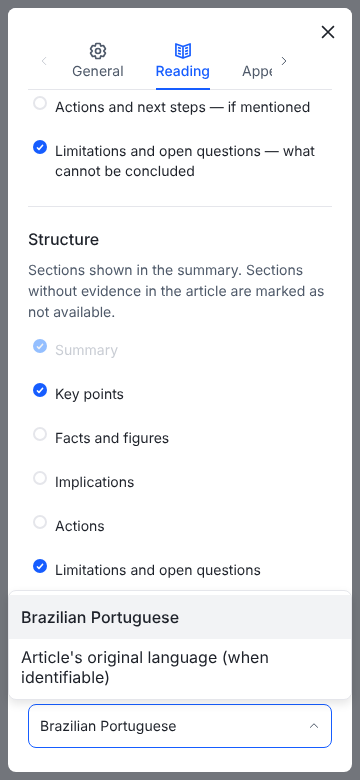 General
Reading
Appe
Actions and next steps — if mentioned
Limitations and open questions — what
cannot be concluded
Structure
Sections shown in the summary. Sections
without evidence in the article are marked as
not available.
Summary
Key points
Facts and figures
Implications
Actions
Limitations and open questions
Brazilian Portuguese
Article's original language (when
identifiable)
Brazilian Portuguese